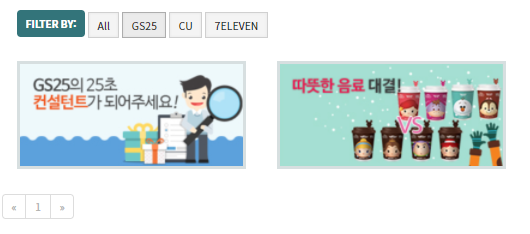 FILTER BY: All GS25 CU 7ELEVEN
GS25의 25초
컨설턴트가 되어주세요!
따뜻한 음료 대결!
VS
« 1 »